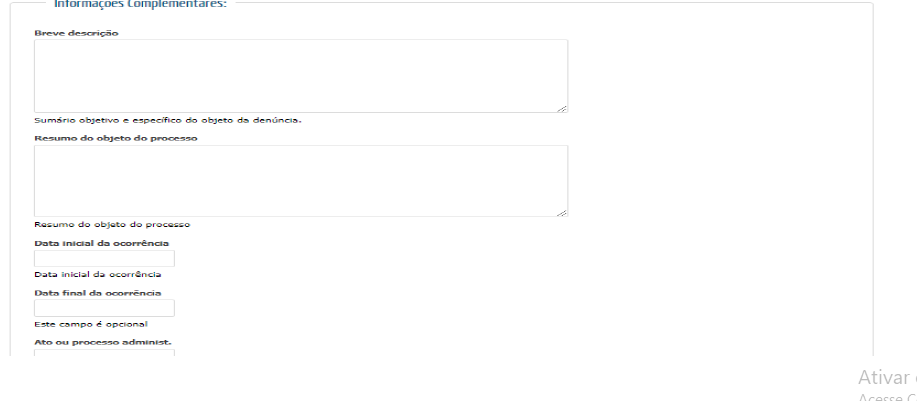 Informações Complementares:
Breve descrição
Sumário objetivo e específico do objeto da denúncia.
Resumo do objeto do processo
Resumo do objeto do processo
Data inicial da ocorrência
Data inicial da ocorrência
Data final da ocorrência
Este campo é opcional
Ato ou processo administ.
Ativar
Acesse C